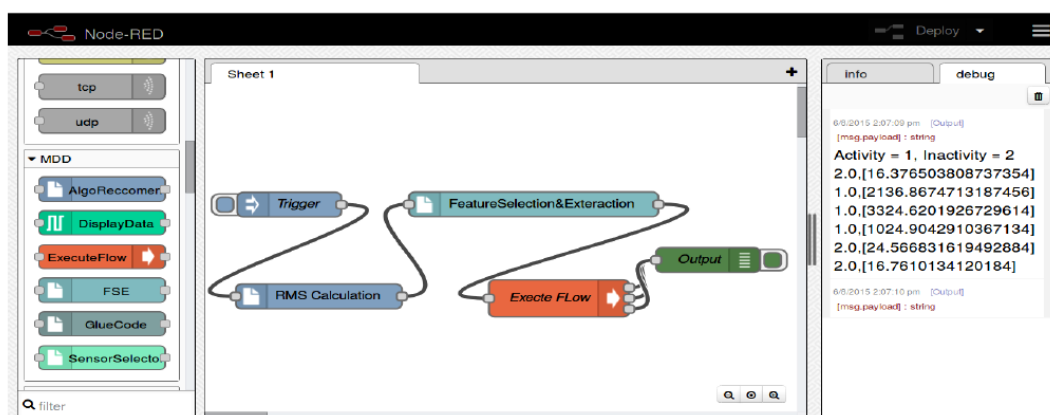 Node-RED
Deploy
tcp
udp
MDD
AlgoReccomen
DisplayData
ExecuteFlow
FSE
GlueCode
SensorSelecto
filter
Sheet 1
Trigger
FeatureSelection&Exteraction
RMS Calculation
Execte FLow
Output
info
debug
6/6/2015 2:07:09 pm [Output]
[msg.payload] : string
Activity = 1, Inactivity = 2
2.0,[16.376503808737354]
1.0,[2136.8674713187456]
1.0,[3324.6201926729614]
1.0,[1024.9042910367134]
2.0,[24.566831619492884]
2.0,[16.7610134120184]
6/6/2015 2:07:10 pm [Output]
[msg.payload] : string